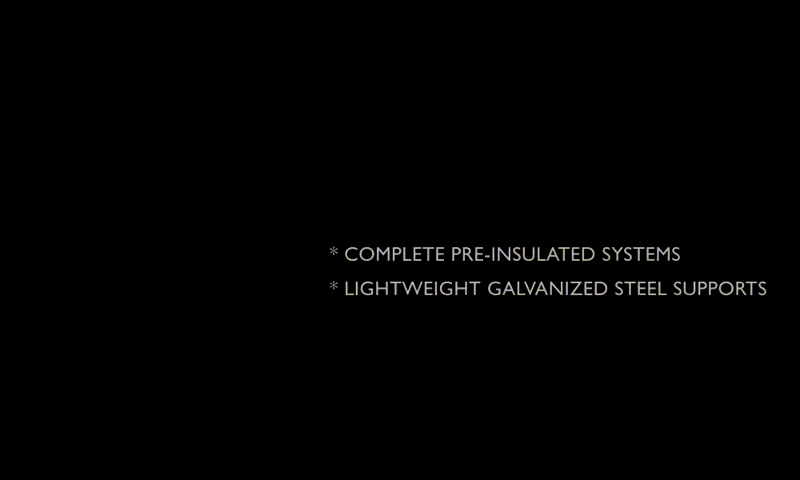 * COMPLETE PRE-INSULATED SYSTEMS
* LIGHTWEIGHT GALVANIZED STEEL SUPPORTS